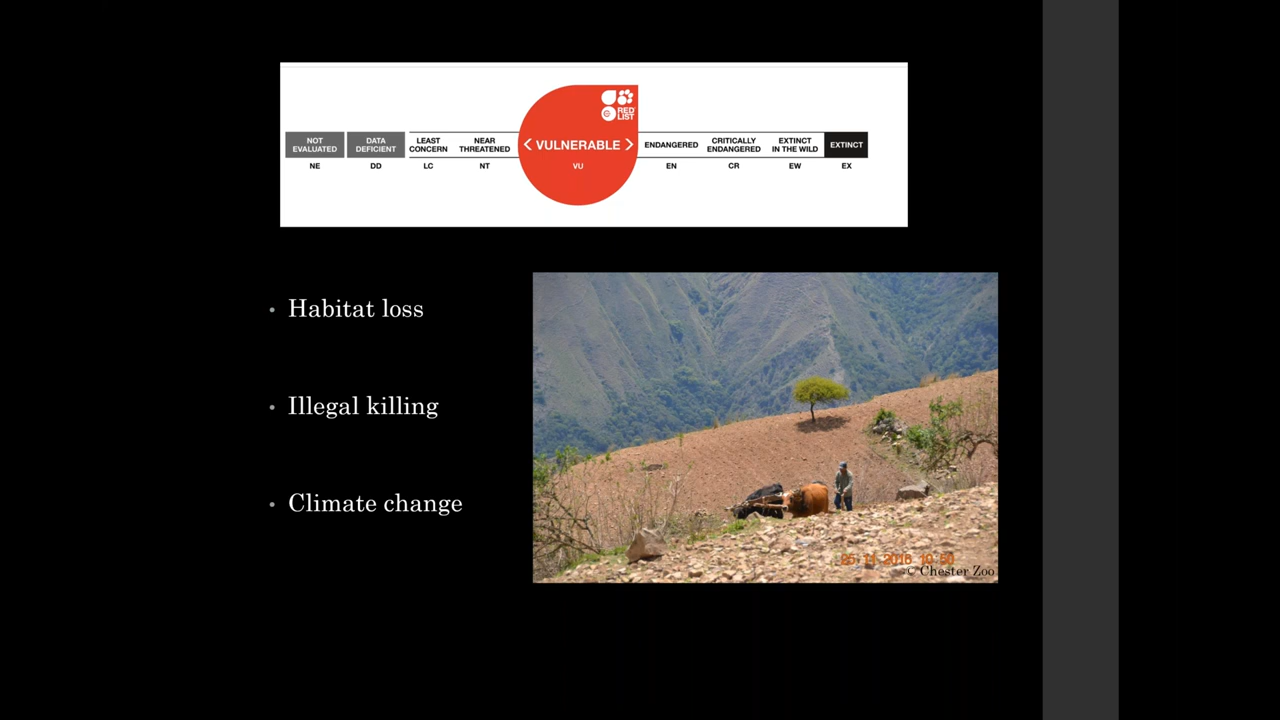 RED
LIST
NOT EVALUATED
DATA DEFICIENT
LEAST CONCERN
NEAR THREATENED
< VULNERABLE >
ENDANGERED
CRITICALLY ENDANGERED
EXTINCT IN THE WILD
EXTINCT
NE
DD
LC
NT
VU
EN
CR
EW
EX
• Habitat loss
• Illegal killing
• Climate change
© Chester Zoo